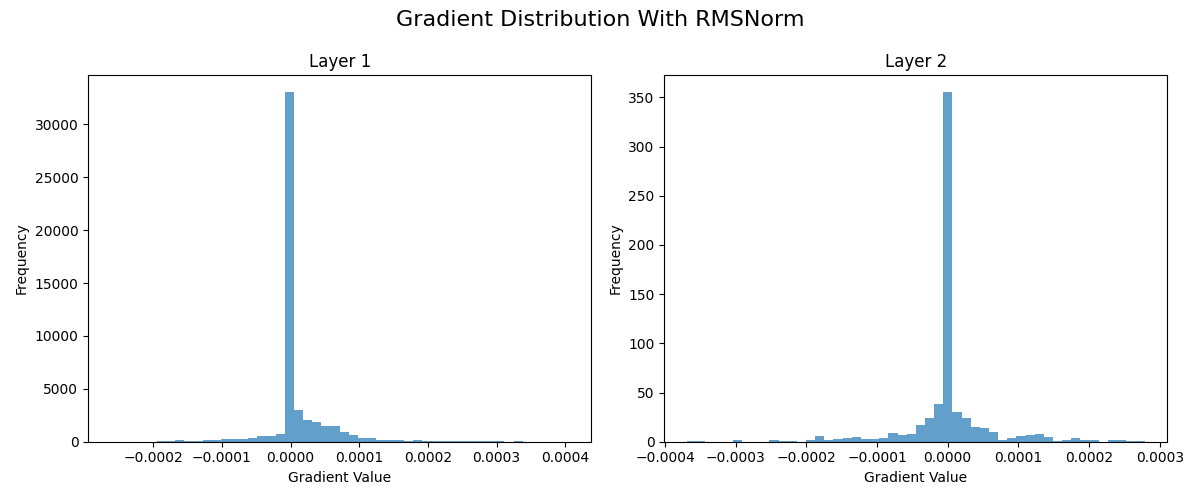 Gradient Distribution With RMSNorm
Layer 1
Frequency
30000
25000
20000
15000
10000
5000
0
−0.0002 −0.0001 0.0000 0.0001 0.0002 0.0003 0.0004
Gradient Value
Layer 2
Frequency
350
300
250
200
150
100
50
0
−0.0004 −0.0003 −0.0002 −0.0001 0.0000 0.0001 0.0002 0.0003
Gradient Value